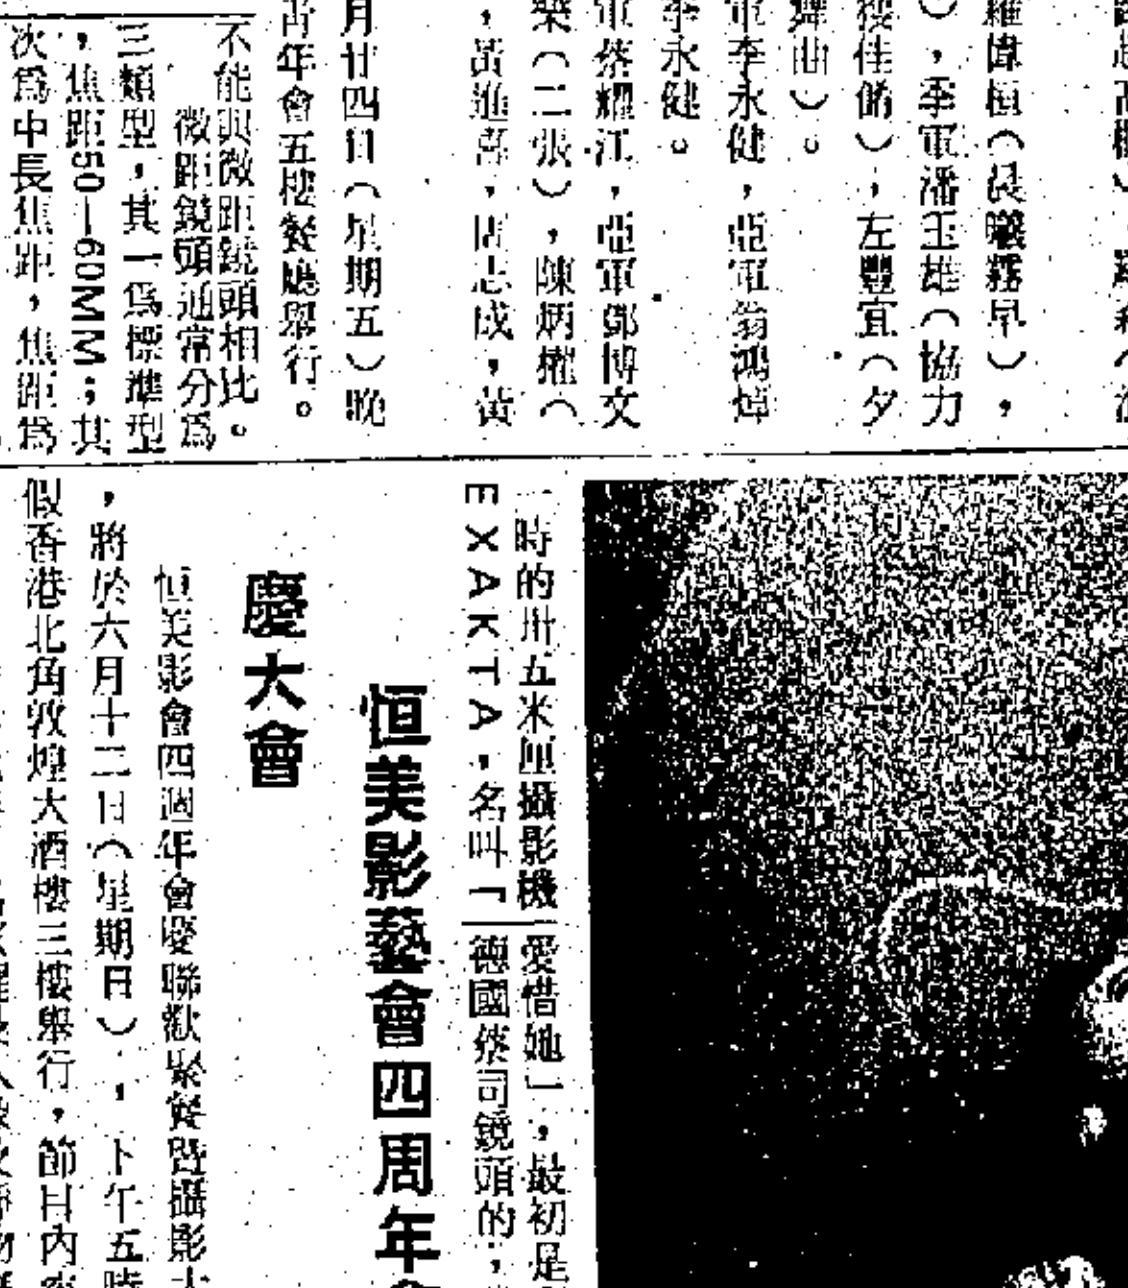 羅偉恒（晨曦霧早），
），季軍潘玉雄（協力
佳俙），左豐宜（夕
舞曲）。
軍李永健，亞軍翁鴻焯
李永健。
軍蔡耀江，亞軍鄧博文
樂（二張），陳炳權（
，黃進喜，周志成，黃
月廿四日（星期五）晚
青年會五樓餐廳舉行。
不能與微距鏡頭相比。
微距鏡頭通常分爲
三類型，其一爲標準型
，焦距50—60MM；其
次爲中長焦距，焦距爲
一時的卅五米厘攝影機
EXAKTA，名叫「
愛惜她」，最初是
德國蔡司鏡頭的，
恒美影藝會四周年會
慶大會
恒美影會四週年會慶聯歡聚餐暨攝影大
，將於六月十二日（星期日），下午五時
似香港北角敦煌大酒樓三樓舉行，節目內